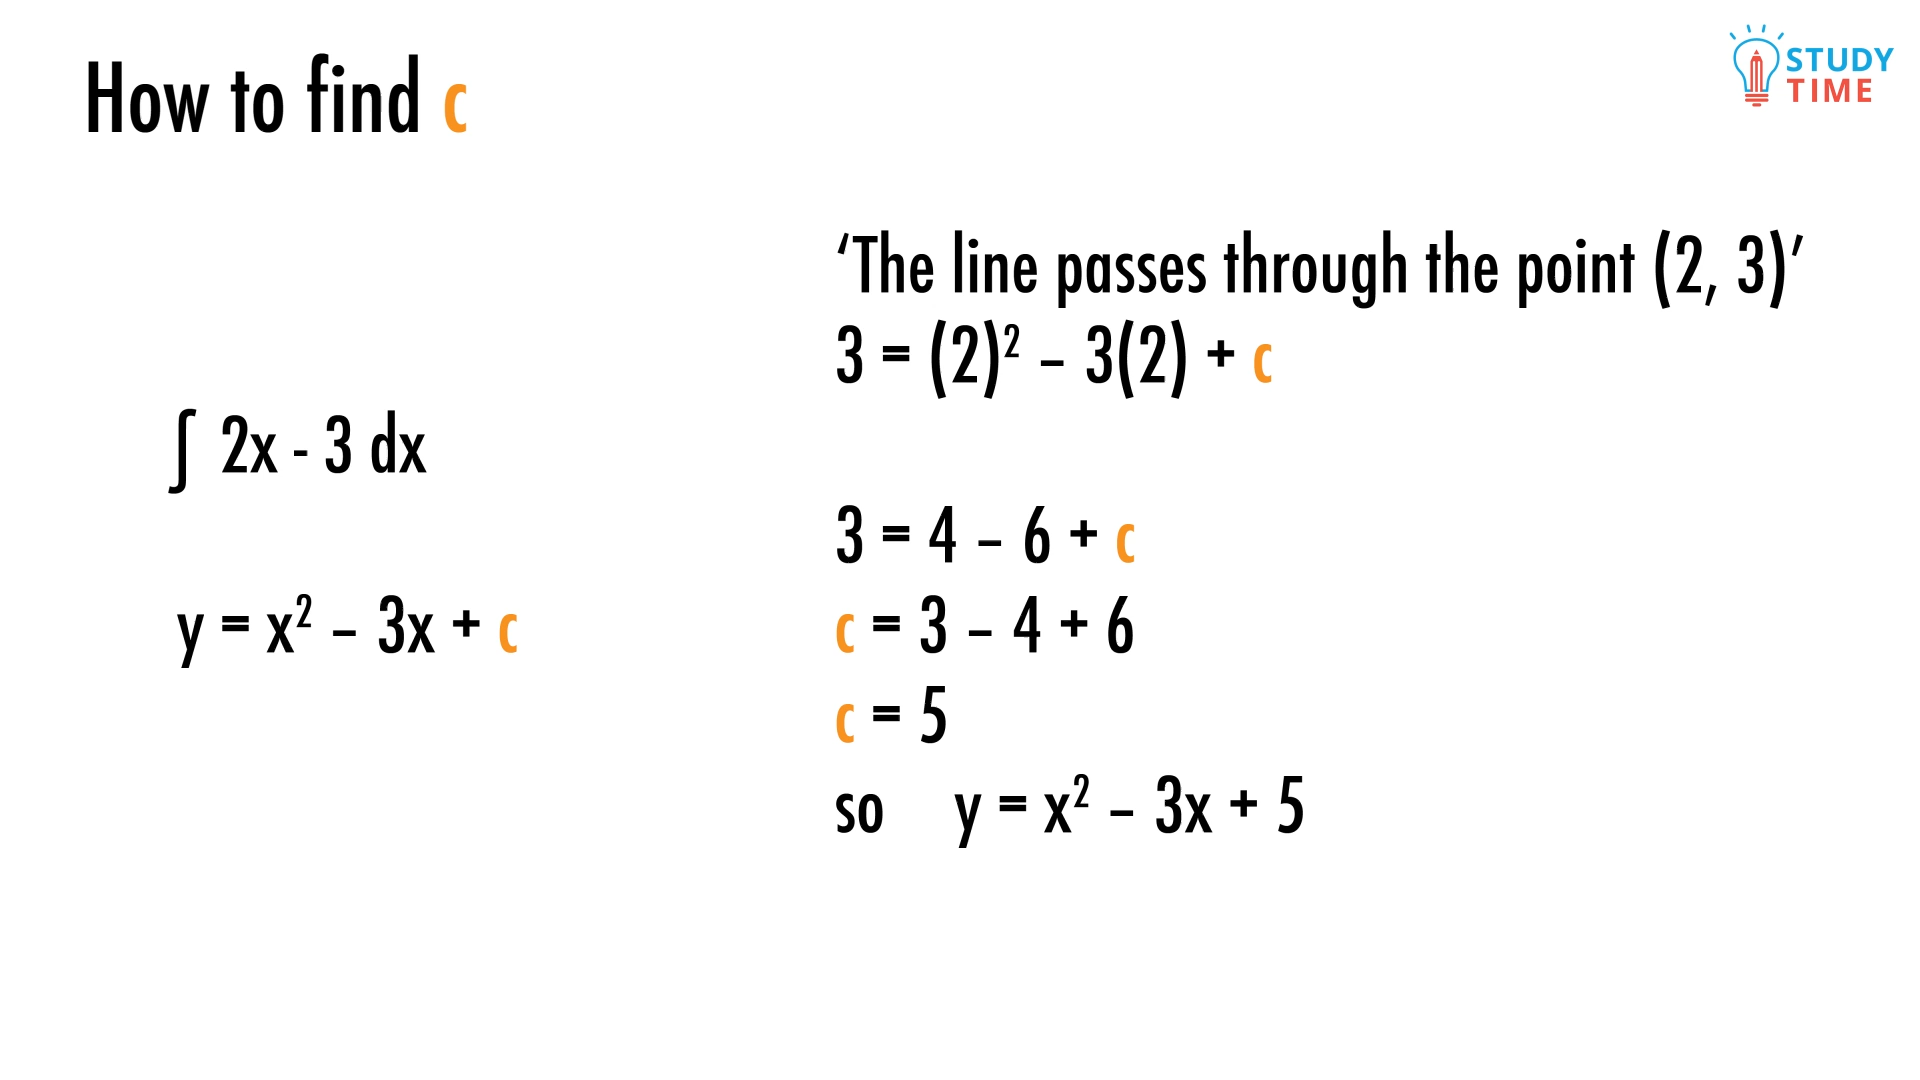 How to find c
STUDY
TIME
∫ 2x - 3 dx
y = x² – 3x + c
‘The line passes through the point (2, 3)’
3 = (2)² – 3(2) + c
3 = 4 – 6 + c
c = 3 – 4 + 6
c = 5
so y = x² – 3x + 5